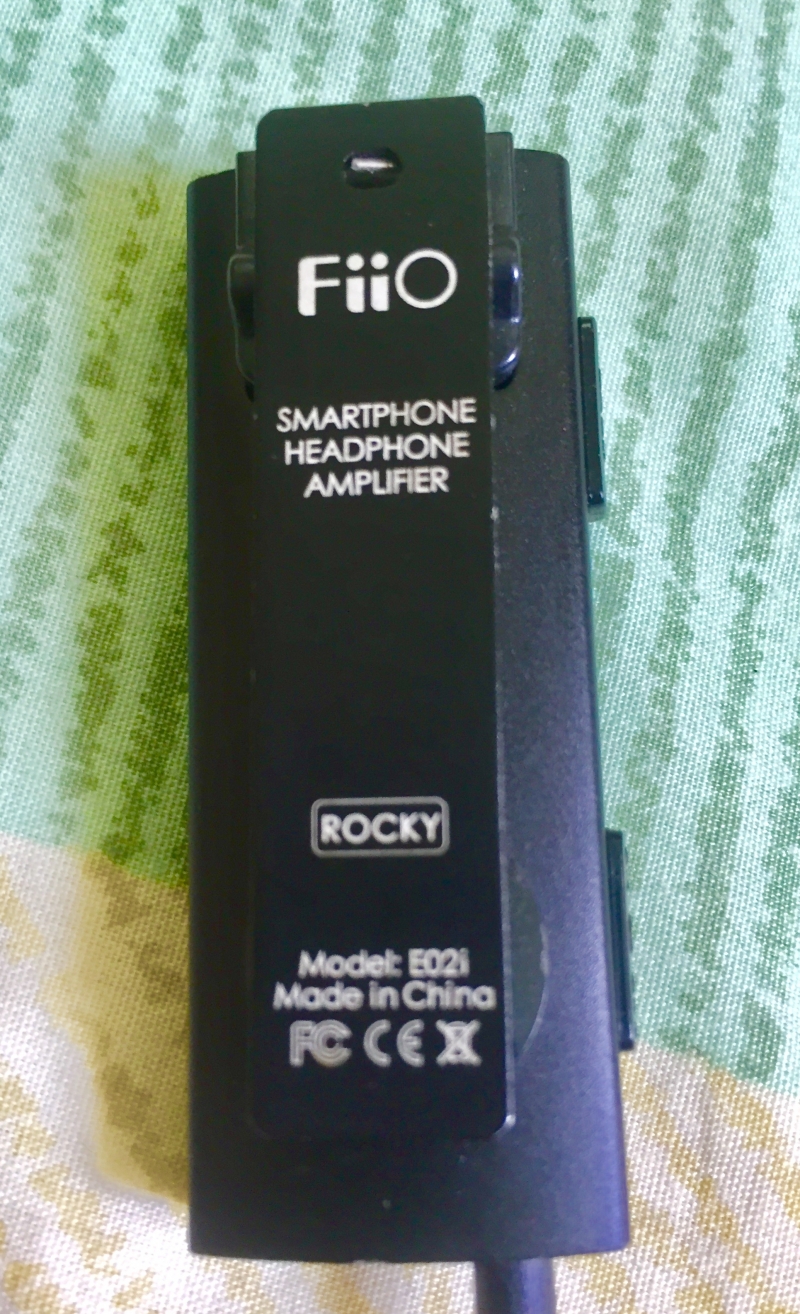 FiiO
SMARTPHONE
HEADPHONE
AMPLIFIER
ROCKY
Model: E02i
Made in China
FC CE